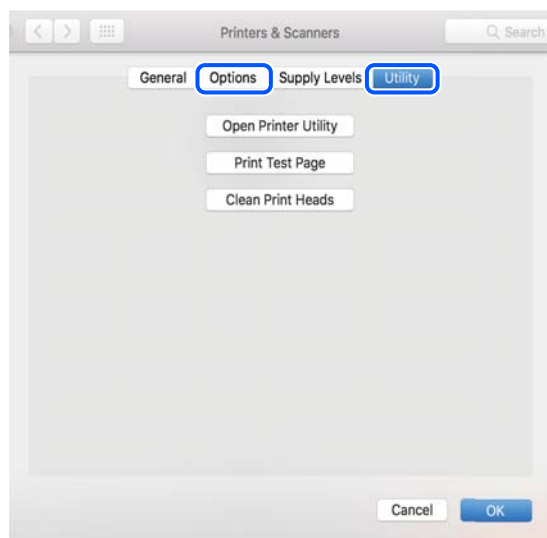 Printers & Scanners Search
General Options Supply Levels Utility
Open Printer Utility
Print Test Page
Clean Print Heads
Cancel OK